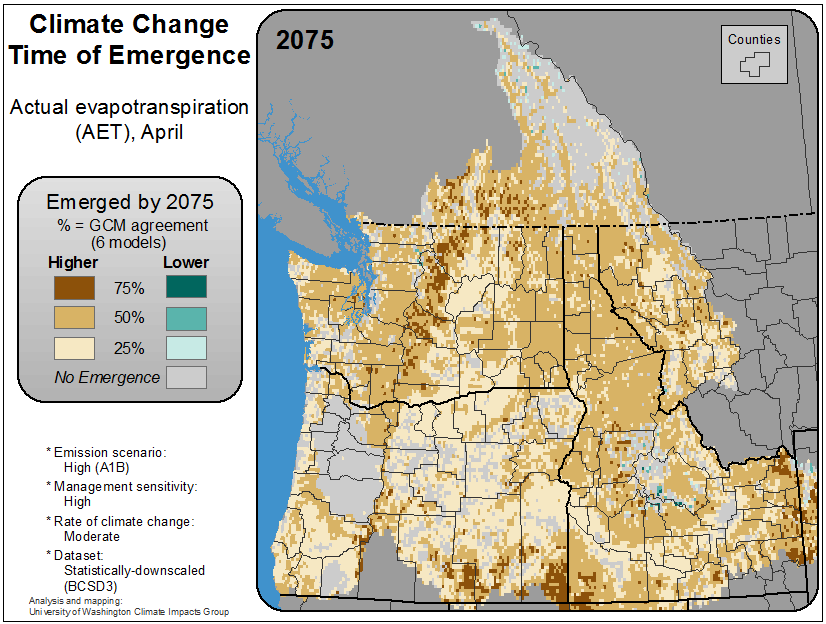 Climate Change
Time of Emergence
Actual evapotranspiration
(AET), April
Emerged by 2075
% = GCM agreement
(6 models)
Higher Lower
75%
50%
25%
No Emergence
* Emission scenario:
High (A1B)
* Management sensitivity:
High
* Rate of climate change:
Moderate
* Dataset:
Statistically-downscaled
(BCSD3)
Analysis and mapping:
University of Washington Climate Impacts Group
2075
Counties